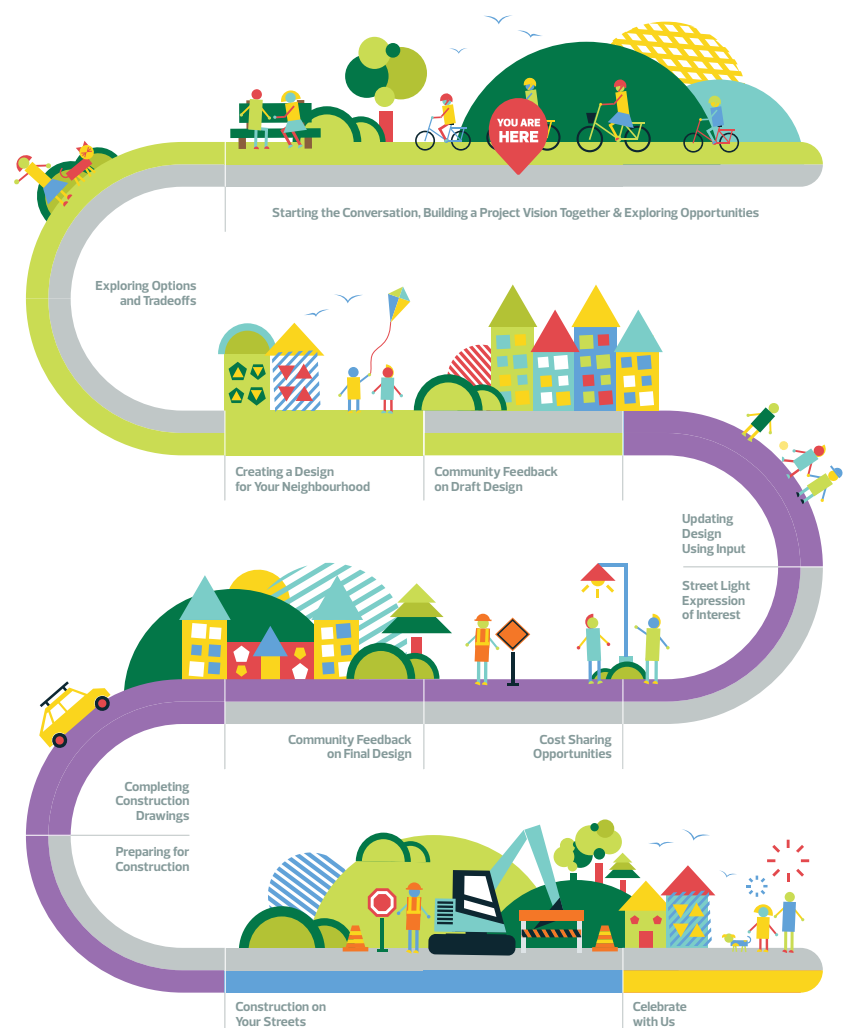 YOU ARE
HERE
Starting the Conversation, Building a Project Vision Together & Exploring Opportunities
Exploring Options
and Tradeoffs
Creating a Design
for Your Neighbourhood
Community Feedback
on Draft Design
Updating
Design
Using Input
Street Light
Expression
of Interest
Cost Sharing
Opportunities
Community Feedback
on Final Design
Completing
Construction
Drawings
Preparing for
Construction
Construction on
Your Streets
Celebrate
with Us